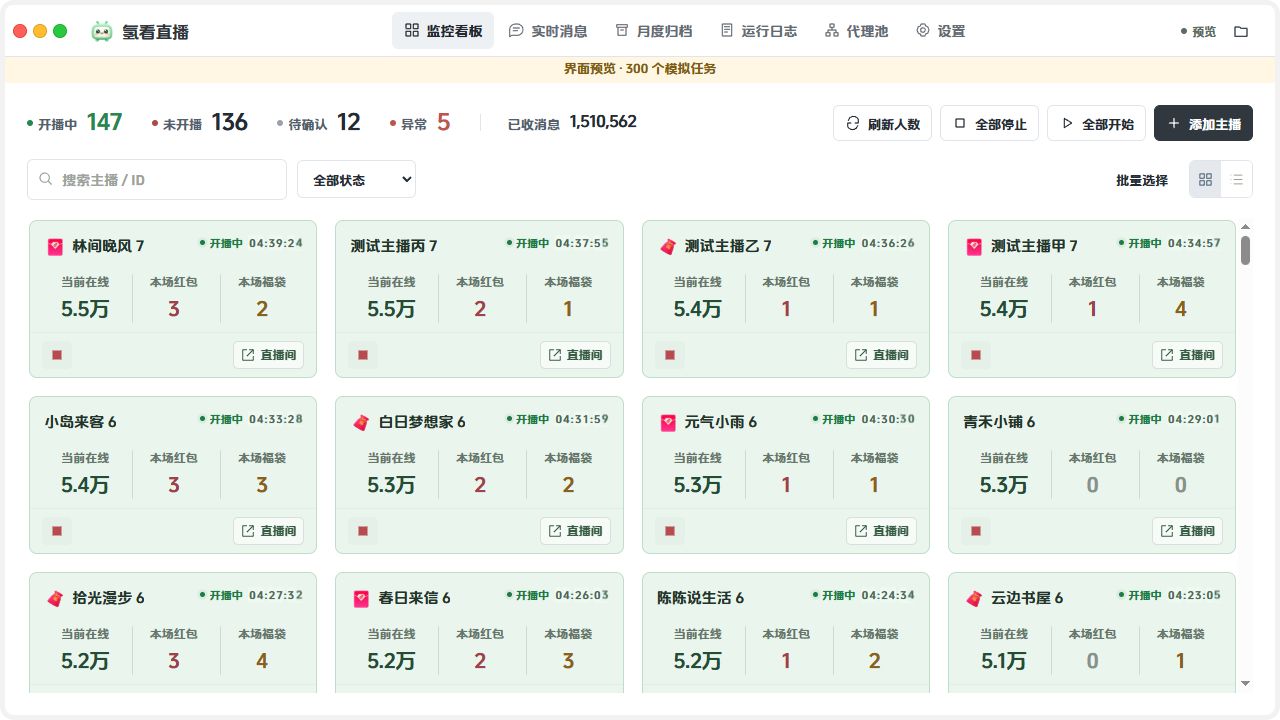 氢看直播
监控看板 实时消息 月度归档 运行日志 代理池 设置 预览
界面预览 · 300 个模拟任务
开播中 147 未开播 136 待确认 12 异常 5 已收消息 1,510,562
刷新人数 全部停止 全部开始 添加主播
搜索主播 / ID 全部状态 批量选择
林间晚风 7 开播中 04:39:24 测试主播丙 7 开播中 04:37:55 测试主播乙 7 开播中 04:36:26 测试主播甲 7 开播中 04:34:57
当前在线 本场红包 本场福袋 当前在线 本场红包 本场福袋 当前在线 本场红包 本场福袋 当前在线 本场红包 本场福袋
5.5万 3 2 5.5万 2 1 5.4万 1 1 5.4万 1 4
直播间 直播间 直播间 直播间
小岛来客 6 开播中 04:33:28 白日梦想家 6 开播中 04:31:59 元气小雨 6 开播中 04:30:30 青禾小铺 6 开播中 04:29:01
当前在线 本场红包 本场福袋 当前在线 本场红包 本场福袋 当前在线 本场红包 本场福袋 当前在线 本场红包 本场福袋
5.4万 3 3 5.3万 2 2 5.3万 1 1 5.3万 0 0
直播间 直播间 直播间 直播间
拾光漫步 6 开播中 04:27:32 春日来信 6 开播中 04:26:03 陈陈说生活 6 开播中 04:24:34 云边书屋 6 开播中 04:23:05
当前在线 本场红包 本场福袋 当前在线 本场红包 本场福袋 当前在线 本场红包 本场福袋 当前在线 本场红包 本场福袋
5.2万 3 4 5.2万 2 3 5.2万 1 2 5.1万 0 1